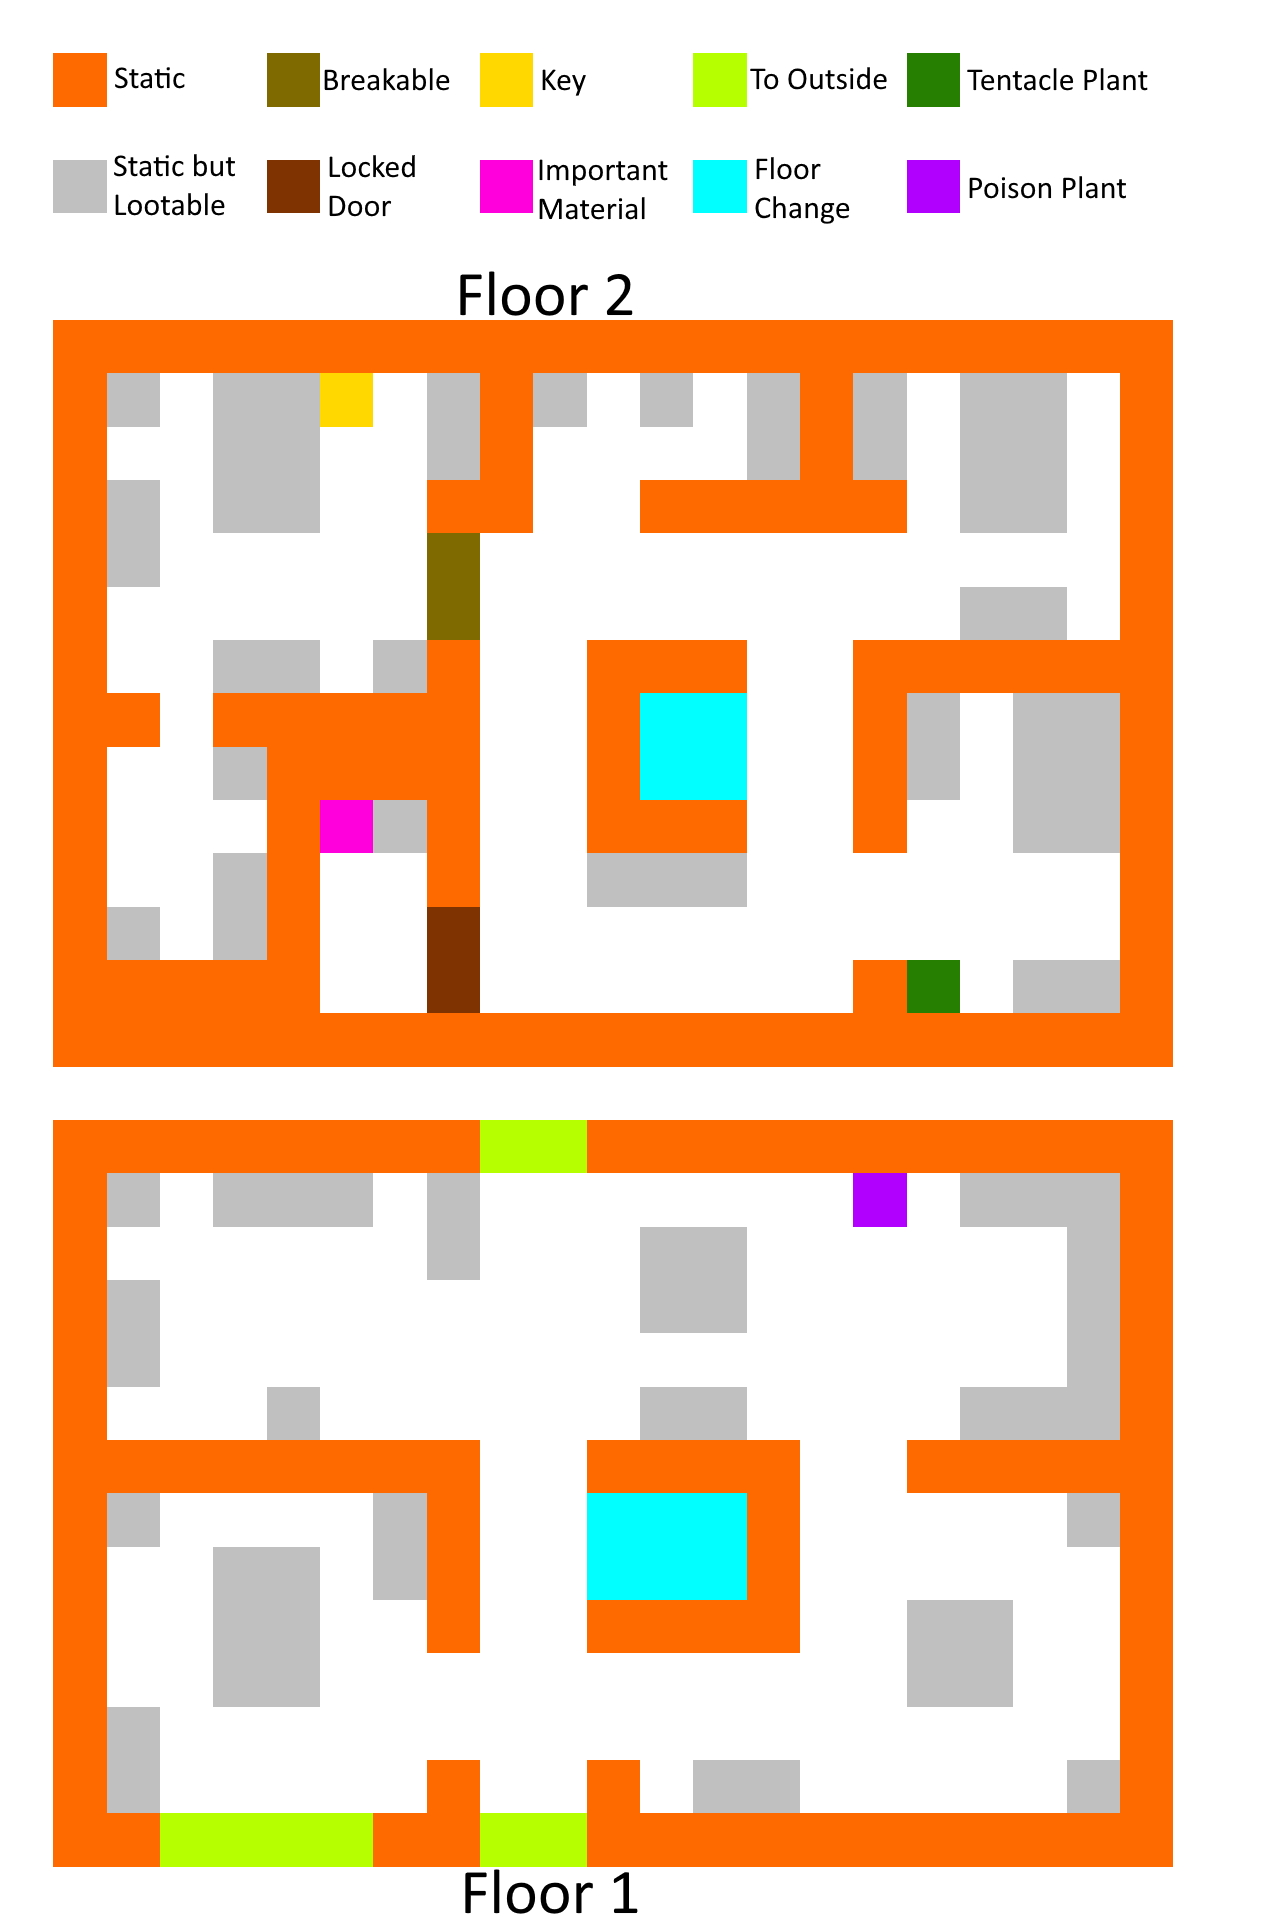 Static
Breakable
Key
To Outside
Tentacle Plant
Static but
Lootable
Locked
Door
Important
Material
Floor
Change
Poison Plant
Floor 2
Floor 1